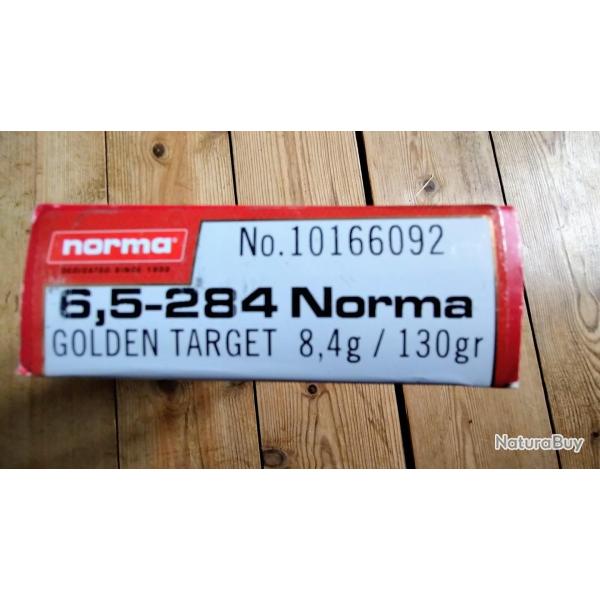 norma
No.10166092
DEDICATED SINCE 1902
6,5-284 Norma
GOLDEN TARGET 8,4g / 130gr
NaturaBuy